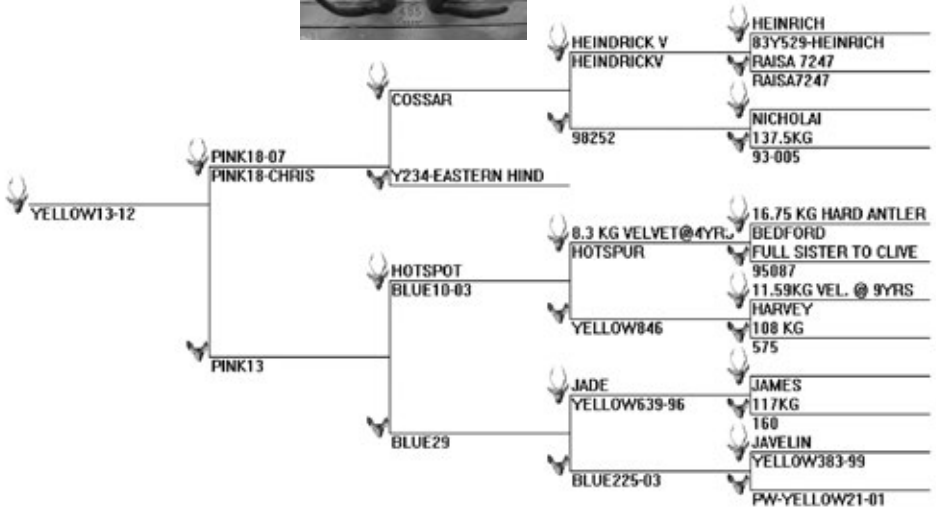 HEINRICH
HEINDRICK V
83Y529-HEINRICH
HEINDRICKV
RAISA 7247
RAISA7247
COSSAR
NICHOLAI
98252
137.5KG
93-005
PINK18-07
PINK18-CHRIS
Y234-EASTERN HIND
YELLOW13-12
16.75 KG HARD ANTLER
8.3 KG VELVET@4YRS
BEDFORD
HOTSPUR
FULL SISTER TO CLIVE
HOTSPOT
95087
BLUE10-03
11.59KG VEL. @ 9YRS
HARVEY
YELLOW846
108 KG
575
PINK13
JADE
JAMES
YELLOW639-96
117KG
160
BLUE29
JAVELIN
YELLOW383-99
BLUE225-03
PW-YELLOW21-01